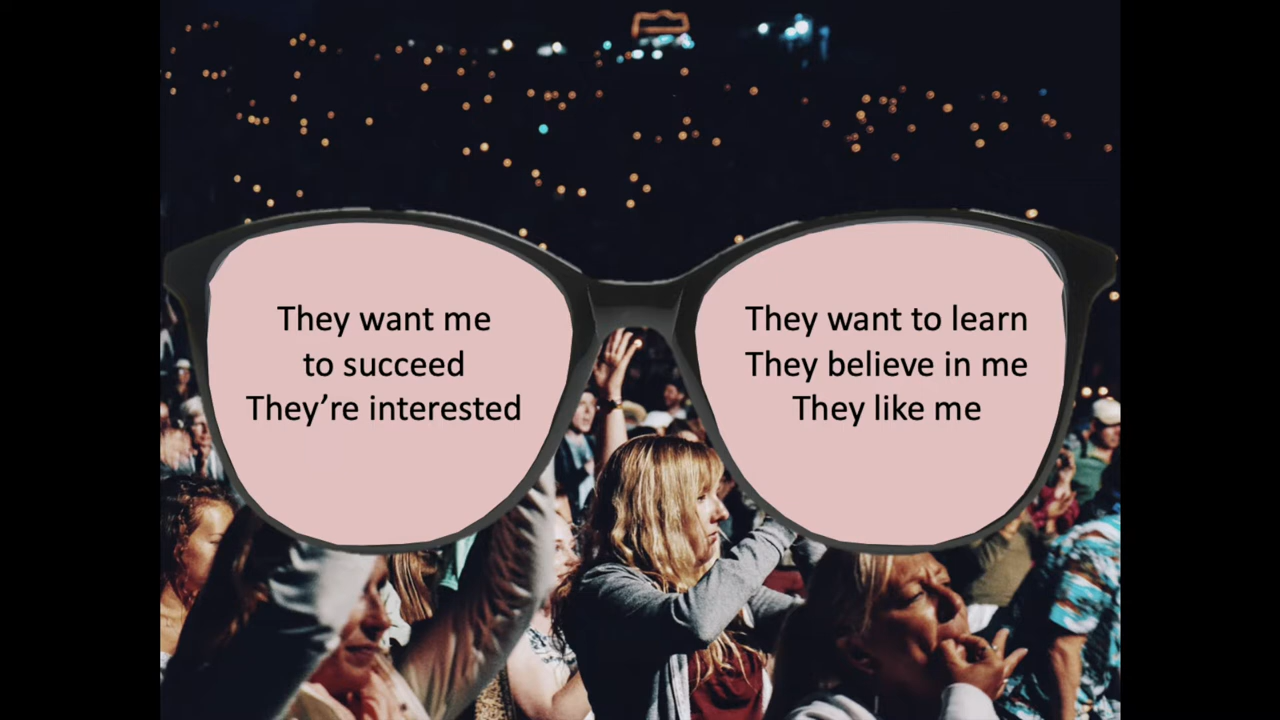 They want me
to succeed
They’re interested
They want to learn
They believe in me
They like me